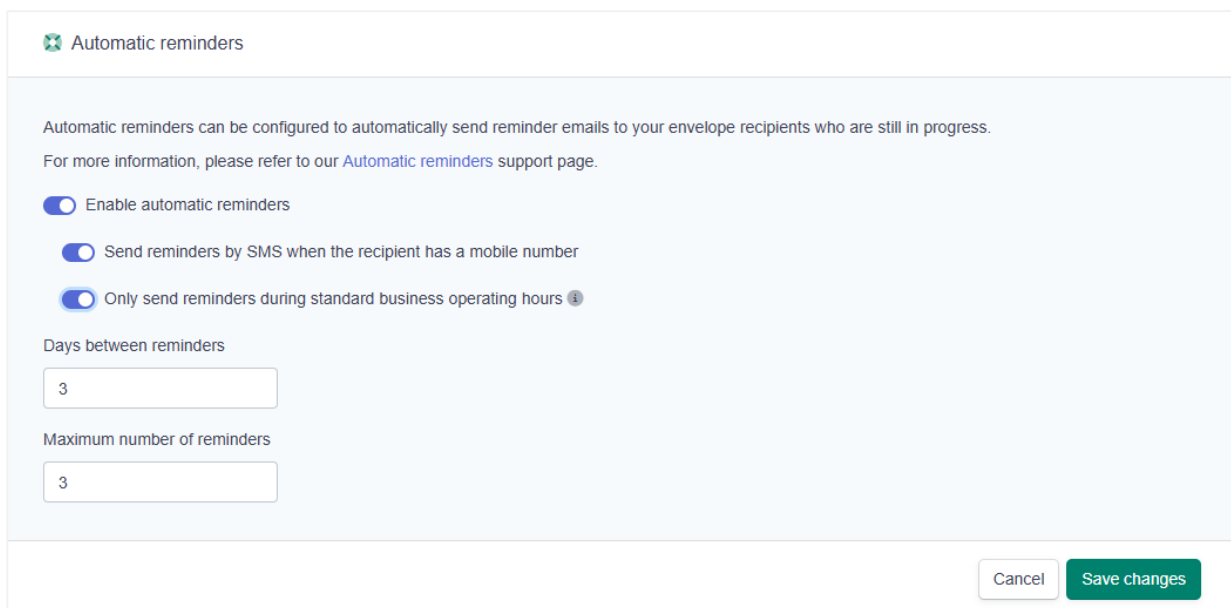 Automatic reminders
Automatic reminders can be configured to automatically send reminder emails to your envelope recipients who are still in progress.
For more information, please refer to our Automatic reminders support page.
Enable automatic reminders
Send reminders by SMS when the recipient has a mobile number
Only send reminders during standard business operating hours i
Days between reminders
3
Maximum number of reminders
3
Cancel Save changes